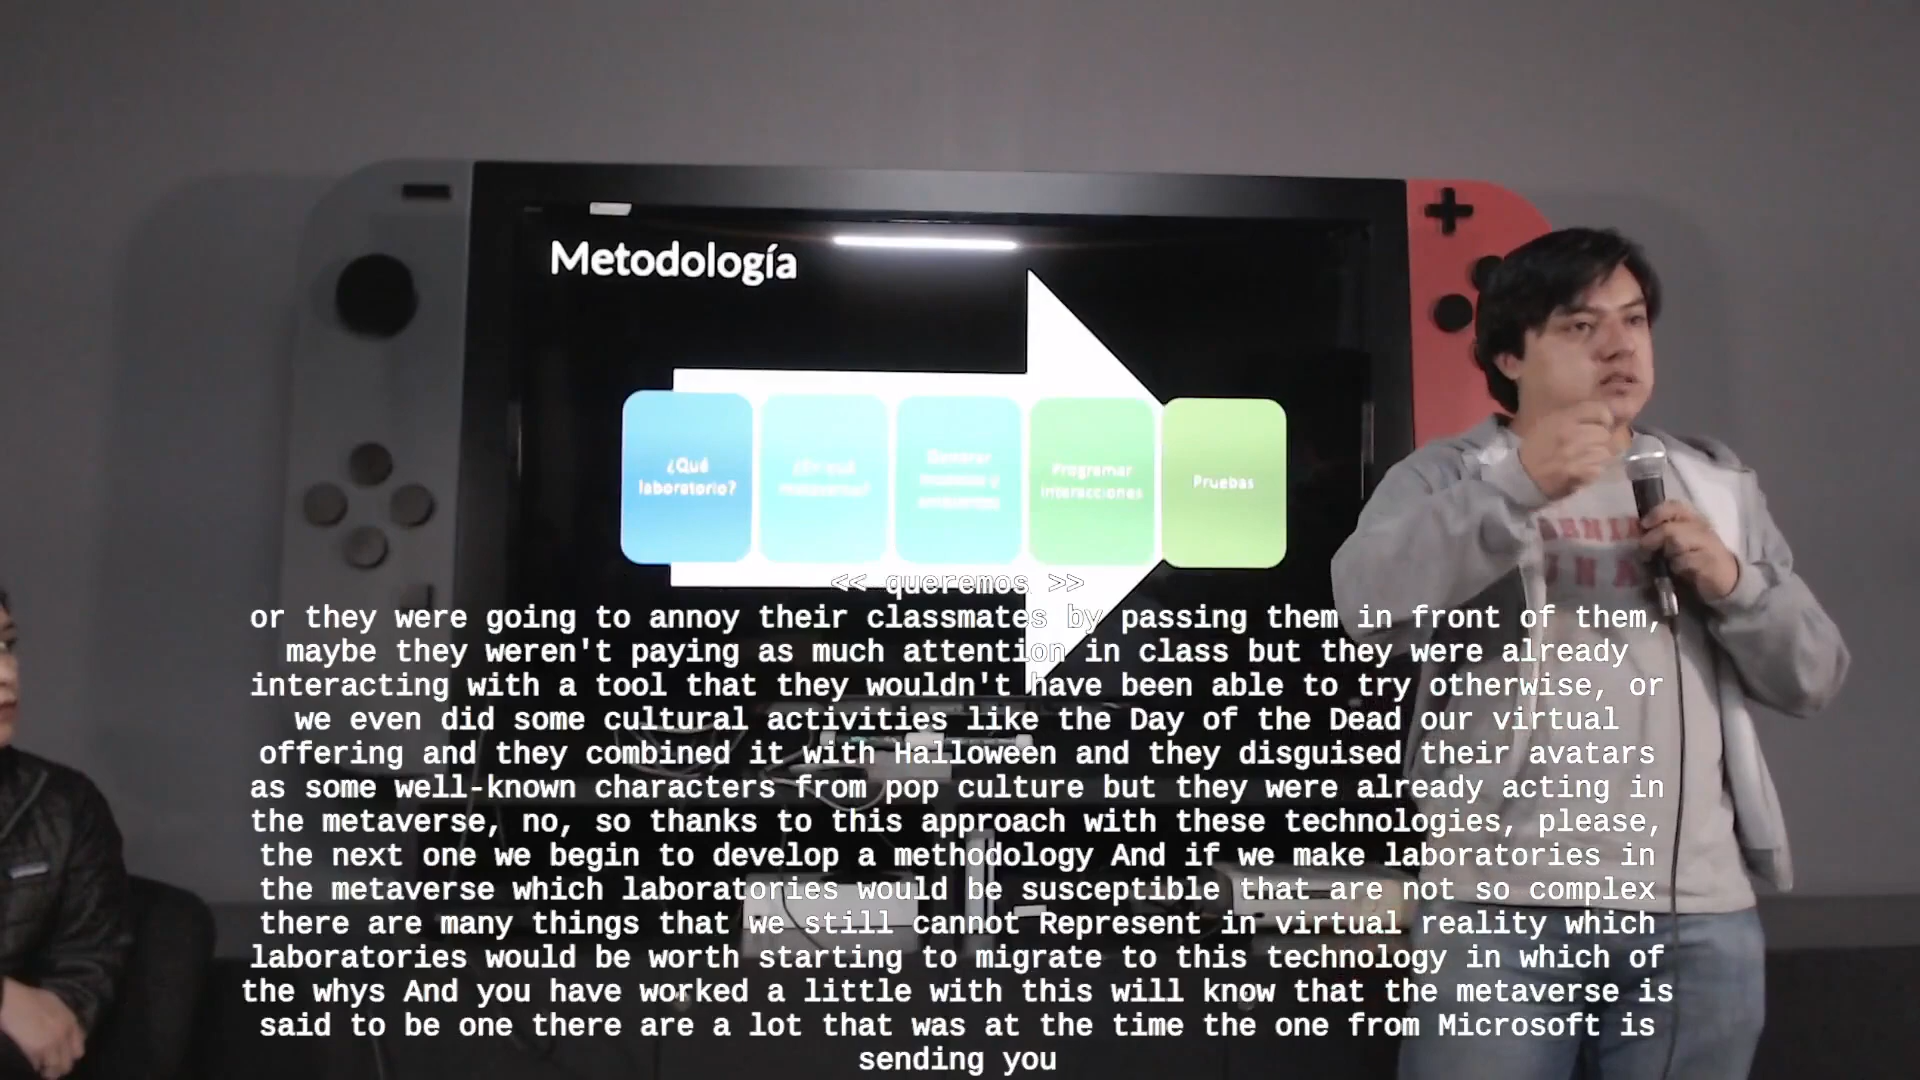 Metodología
¿Qué
laboratorio?
Programar
interacciones
Pruebas
<< queremos >>
or they were going to annoy their classmates by passing them in front of them,
maybe they weren't paying as much attention in class but they were already
interacting with a tool that they wouldn't have been able to try otherwise, or
we even did some cultural activities like the Day of the Dead our virtual
offering and they combined it with Halloween and they disguised their avatars
as some well-known characters from pop culture but they were already acting in
the metaverse, no, so thanks to this approach with these technologies, please,
the next one we begin to develop a methodology And if we make laboratories in
the metaverse which laboratories would be susceptible that are not so complex
there are many things that we still cannot Represent in virtual reality which
laboratories would be worth starting to migrate to this technology in which of
the whys And you have worked a little with this will know that the metaverse is
said to be one there are a lot that was at the time the one from Microsoft is
sending you